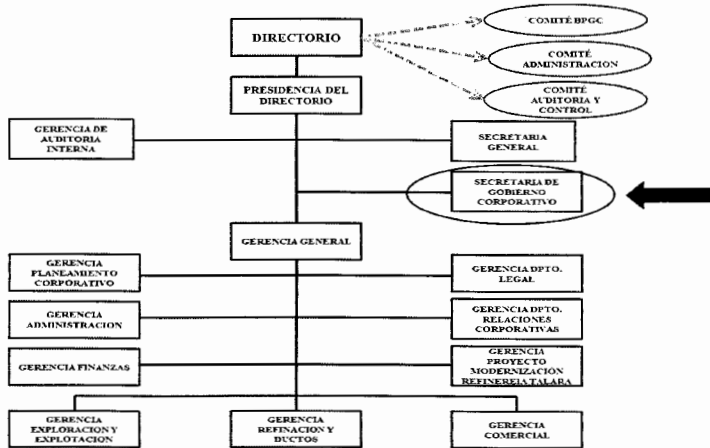 DIRECTORIO
COMITÉ BPGC
COMITÉ
ADMINISTRACION
COMITÉ
AUDITORIA Y
CONTROL
PRESIDENCIA DEL
DIRECTORIO
GERENCIA DE
AUDITORIA
INTERNA
SECRETARIA
GENERAL
SECRETARIA DE
GOBIERNO
CORPORATIVO
GERENCIA GENERAL
GERENCIA
PLANEAMIENTO
CORPORATIVO
GERENCIA DPTO.
LEGAL
GERENCIA
ADMINISTRACION
GERENCIA DPTO.
RELACIONES
CORPORATIVAS
GERENCIA FINANZAS
GERENCIA
PROYECTO
MODERNIZACIÓN
REFINEREIA TALARA
GERENCIA
EXPLORACION Y
EXPLOTACION
GERENCIA
REFINACION Y
DUCTOS
GERENCIA
COMERCIAL